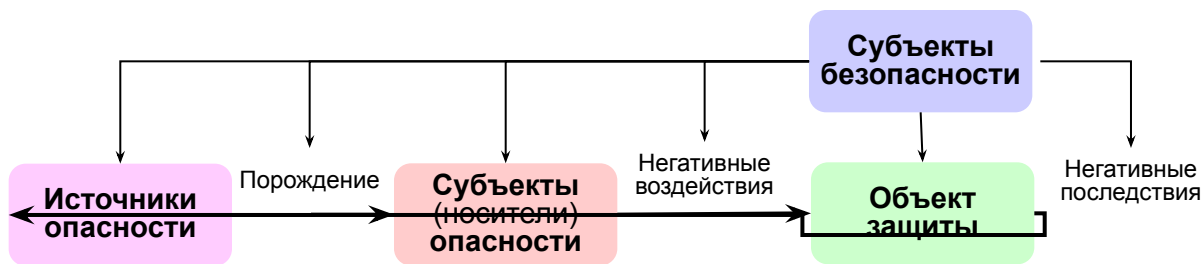 Субъекты
безопасности
Источники
опасности
Порождение
Субъекты
(носители)
опасности
Негативные
воздействия
Объект
защиты
Негативные
последствия